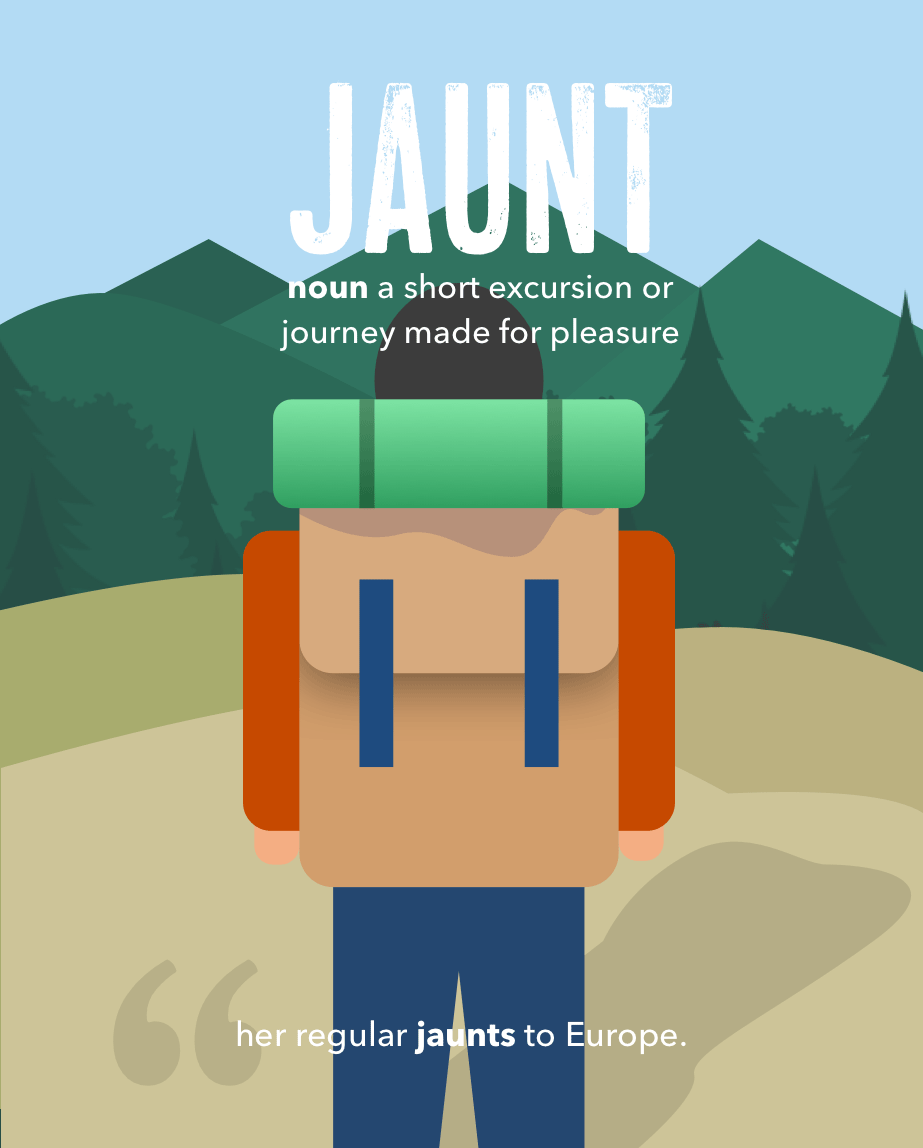 JAUNT
noun a short excursion or
journey made for pleasure
“
her regular jaunts to Europe.